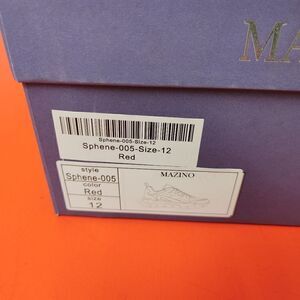 MA
Sphene-005-Size-12
Sphene-005-Size-12
Red
style
Sphene-005
color
Red
size
12
MAZINO